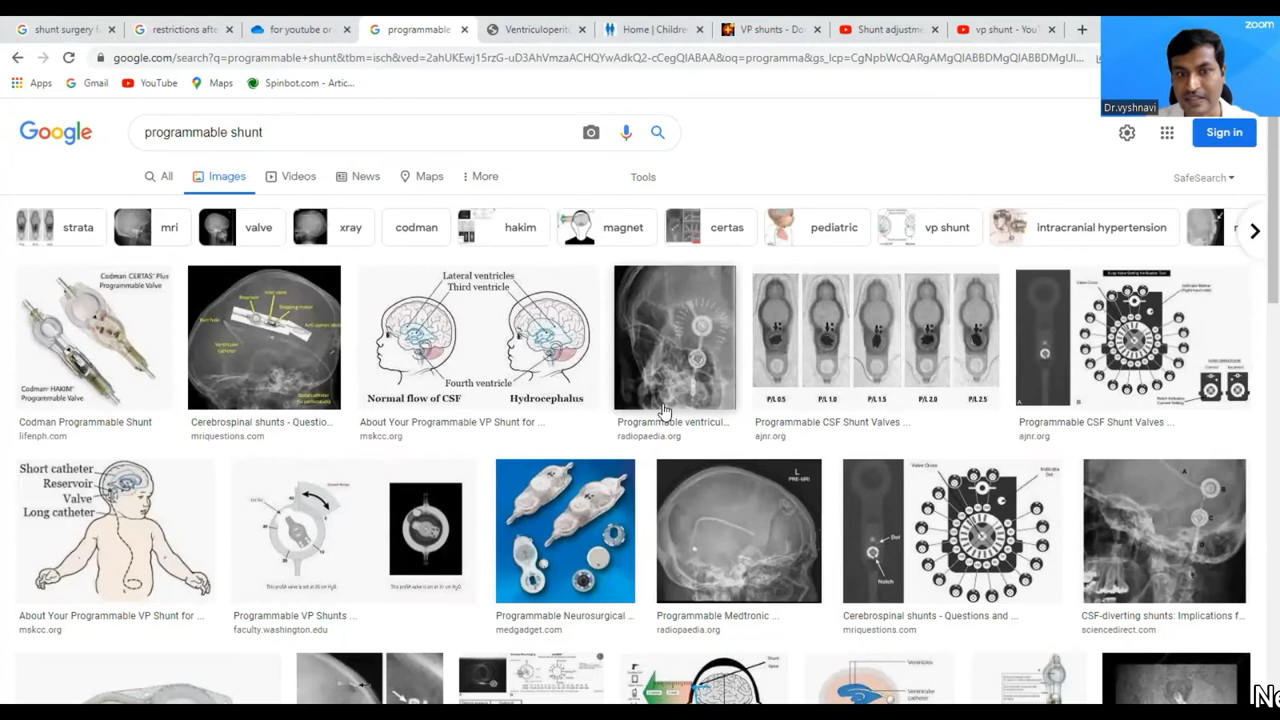 shunt surgery f
restrictions afte
for youtube or
programmable
Ventriculoperito
Home | Childre
VP shunts - Do
Shunt adjustme
vp shunt - You
zoom
google.com/search?q=programmable+shunt&tbm=isch&ved=2ahUKEwj15rzG-uD3AhVmzaACHQYwAdkQ2-cCegQIABAA&oq=programma&gs_lcp=CgNpbWcQARgAMgQIABBDMgQIABBDMgUI...
Apps
Gmail
YouTube
Maps
Spinbot.com - Artic...
Dr.vyshnavi
Google
programmable shunt
Sign in
All
Images
Videos
News
Maps
More
Tools
SafeSearch
strata
mri
valve
xray
codman
hakim
magnet
certas
pediatric
vp shunt
intracranial hypertension
Codman CERTAS Plus
Programmable Valve
Codman HAKIM
Programmable Valve
Lateral ventricles
Third ventricle
Fourth ventricle
Normal flow of CSF
Hydrocephalus
P/L 0.5
P/L 1.0
P/L 1.5
P/L 2.0
P/L 2.5
Codman Programmable Shunt
lifenph.com
Cerebrospinal shunts - Questio...
mriquestions.com
About Your Programmable VP Shunt for ...
mskcc.org
Programmable ventricul...
radiopaedia.org
Programmable CSF Shunt Valves ...
ajnr.org
Programmable CSF Shunt Valves ...
ajnr.org
Short catheter
Reservoir
Valve
Long catheter
L
PRE-MRI
Dot
Notch
A
B
C
About Your Programmable VP Shunt for ...
mskcc.org
Programmable VP Shunts ...
faculty.washington.edu
Programmable Neurosurgical ...
medgadget.com
Programmable Medtronic ...
radiopaedia.org
Cerebrospinal shunts - Questions and ...
mriquestions.com
CSF-diverting shunts: Implications f...
sciencedirect.com
Ventricles